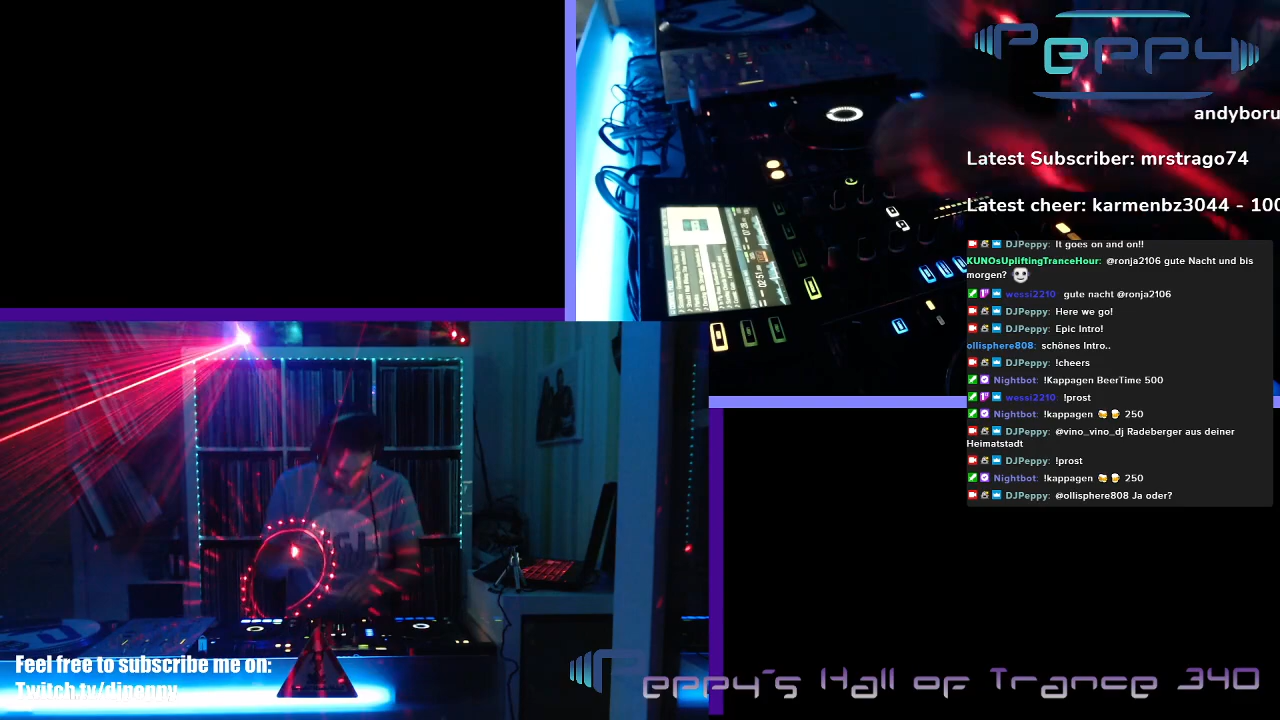 Peppy
andyboru
Latest Subscriber: mrstrago74
Latest cheer: karmenbz3044 - 100
DJPeppy: It goes on and on!!
KUNOsUpliftingTranceHour: @ronja2106 gute Nacht und bis
morgen?
wessi2210 gute nacht @ronja2106
DJPeppy: Here we go!
DJPeppy: Epic Intro!
ollisphere808: schönes Intro..
DJPeppy: !cheers
Nightbot: !Kappagen BeerTime 500
wessi2210 !prost
Nightbot: !kappagen 🍻 🍺 250
DJPeppy: @vino_vino_dj Radeberger aus deiner
Heimatstadt
DJPeppy: !prost
Nightbot: !kappagen 🍻 🍺 250
DJPeppy: @ollisphere808 Ja oder?
Feel free to subscribe me on:
Twitch.tv/djpeppy
Peppy´s Hall of Trance 340